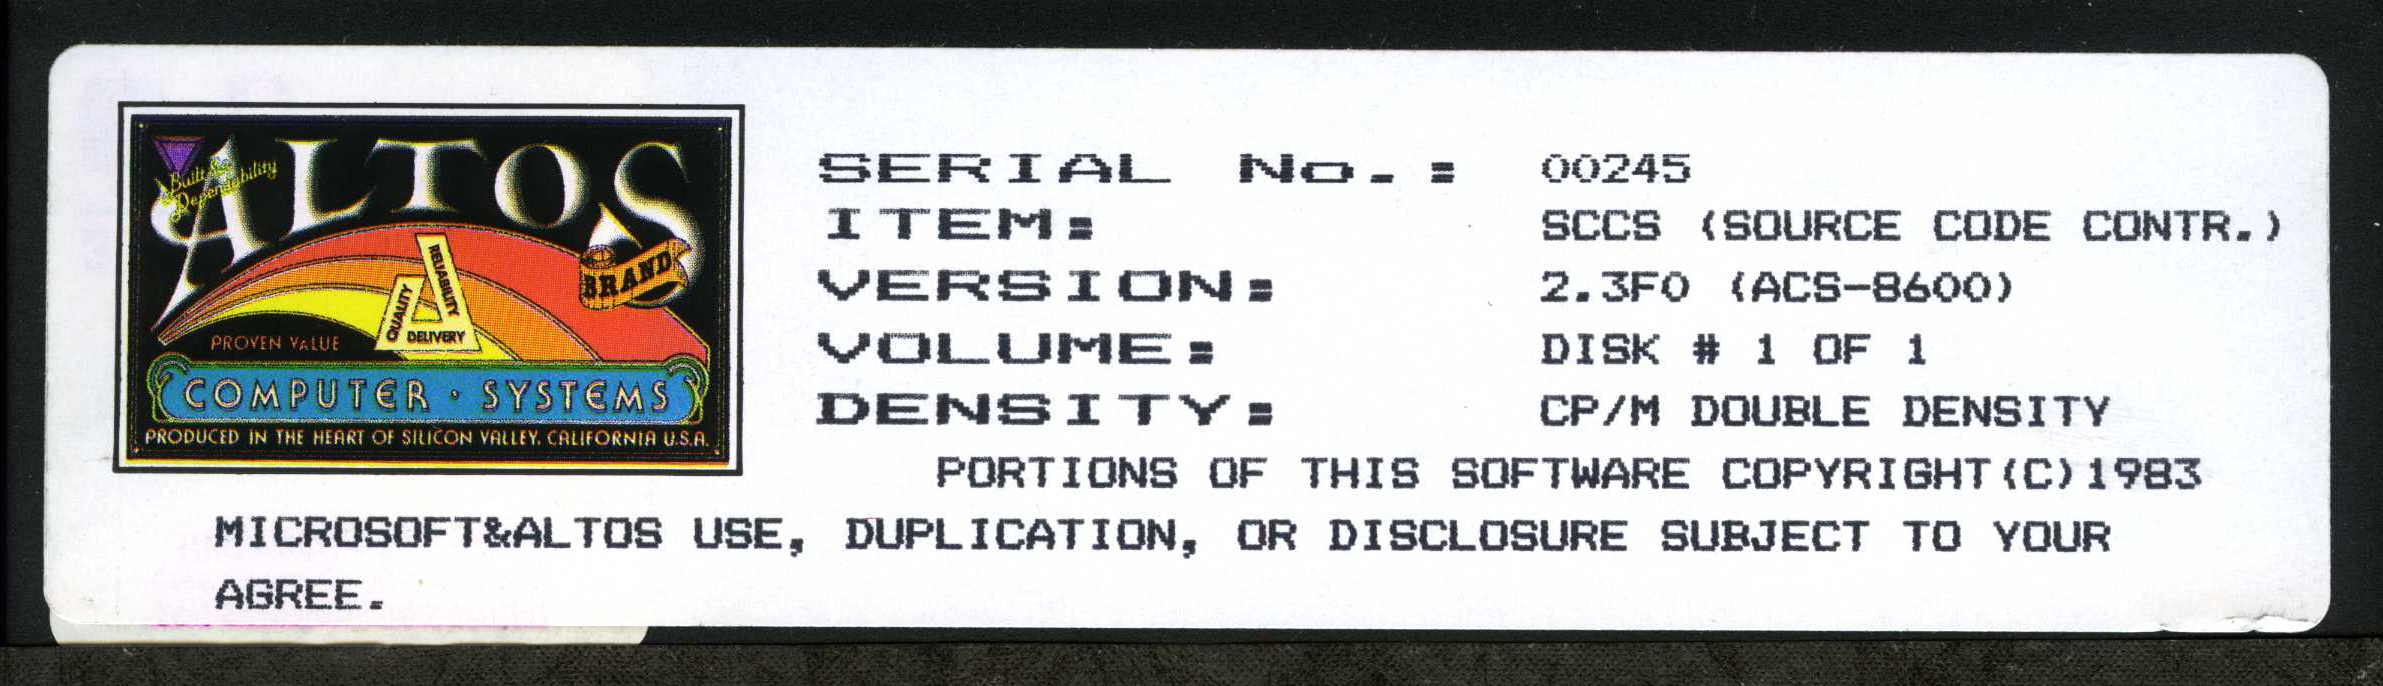 ALTOS
Built &
Dependability
BRAND
QUALITY
RELIABILITY
DELIVERY
PROVEN VALUE
COMPUTER · SYSTEMS
PRODUCED IN THE HEART OF SILICON VALLEY, CALIFORNIA U.S.A.
SERIAL No.: 00245
ITEM: SCCS (SOURCE CODE CONTR.)
VERSION: 2.3F0 (ACS-8600)
VOLUME: DISK # 1 OF 1
DENSITY: CP/M DOUBLE DENSITY
PORTIONS OF THIS SOFTWARE COPYRIGHT(C)1983
MICROSOFT&ALTOS USE, DUPLICATION, OR DISCLOSURE SUBJECT TO YOUR
AGREE.